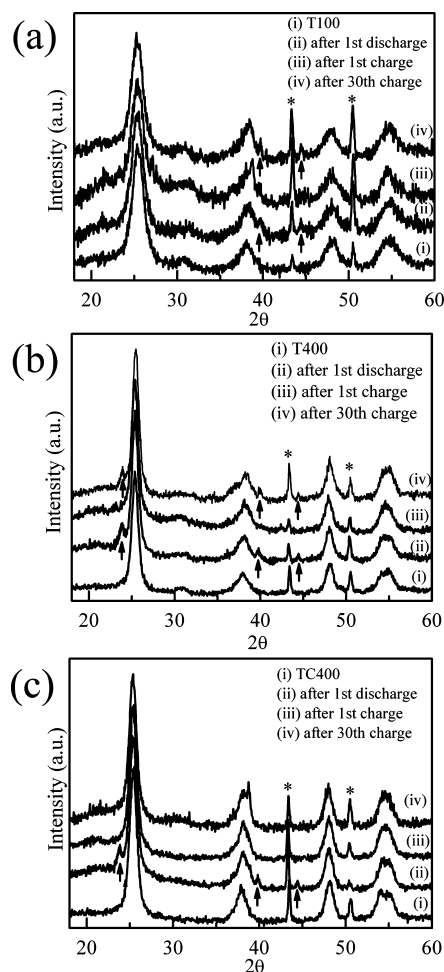 (a)
(i) T100
(ii) after 1st discharge
(iii) after 1st charge
(iv) after 30th charge
* *
(iv)
(iii)
(ii)
(i)
Intensity (a.u.)
20 30 40 50 60
2θ
(b)
(i) T400
(ii) after 1st discharge
(iii) after 1st charge
(iv) after 30th charge
* *
(iv)
(iii)
(ii)
(i)
Intensity (a.u.)
20 30 40 50 60
2θ
(c)
(i) TC400
(ii) after 1st discharge
(iii) after 1st charge
(iv) after 30th charge
* *
(iv)
(iii)
(ii)
(i)
Intensity (a.u.)
20 30 40 50 60
2θ